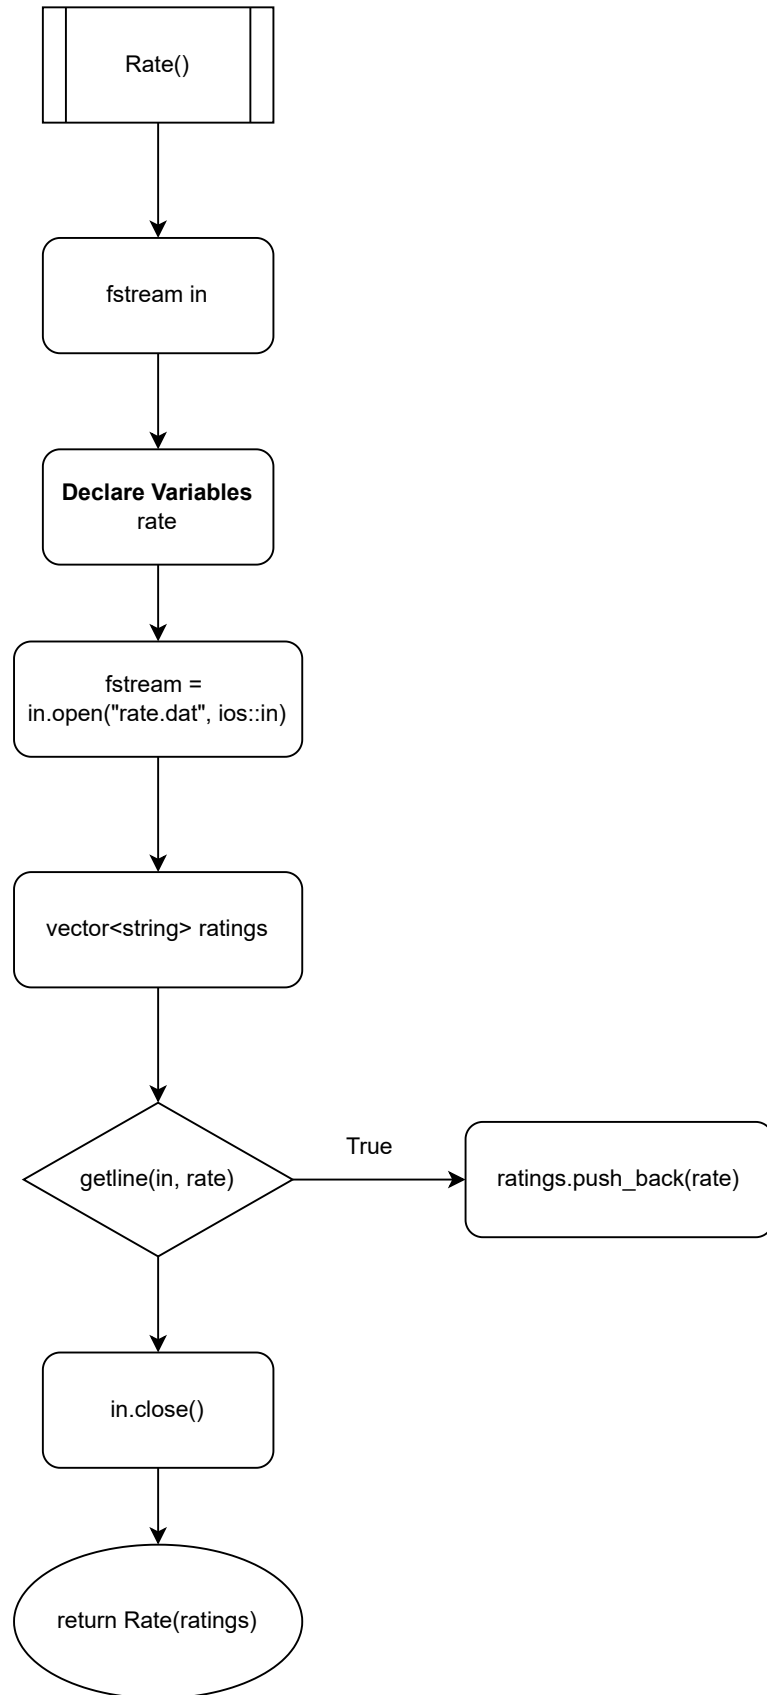 Rate()
fstream in
Declare Variables
rate
fstream =
in.open("rate.dat", ios::in)
vector<string> ratings
getline(in, rate)
True
ratings.push_back(rate)
in.close()
return Rate(ratings)